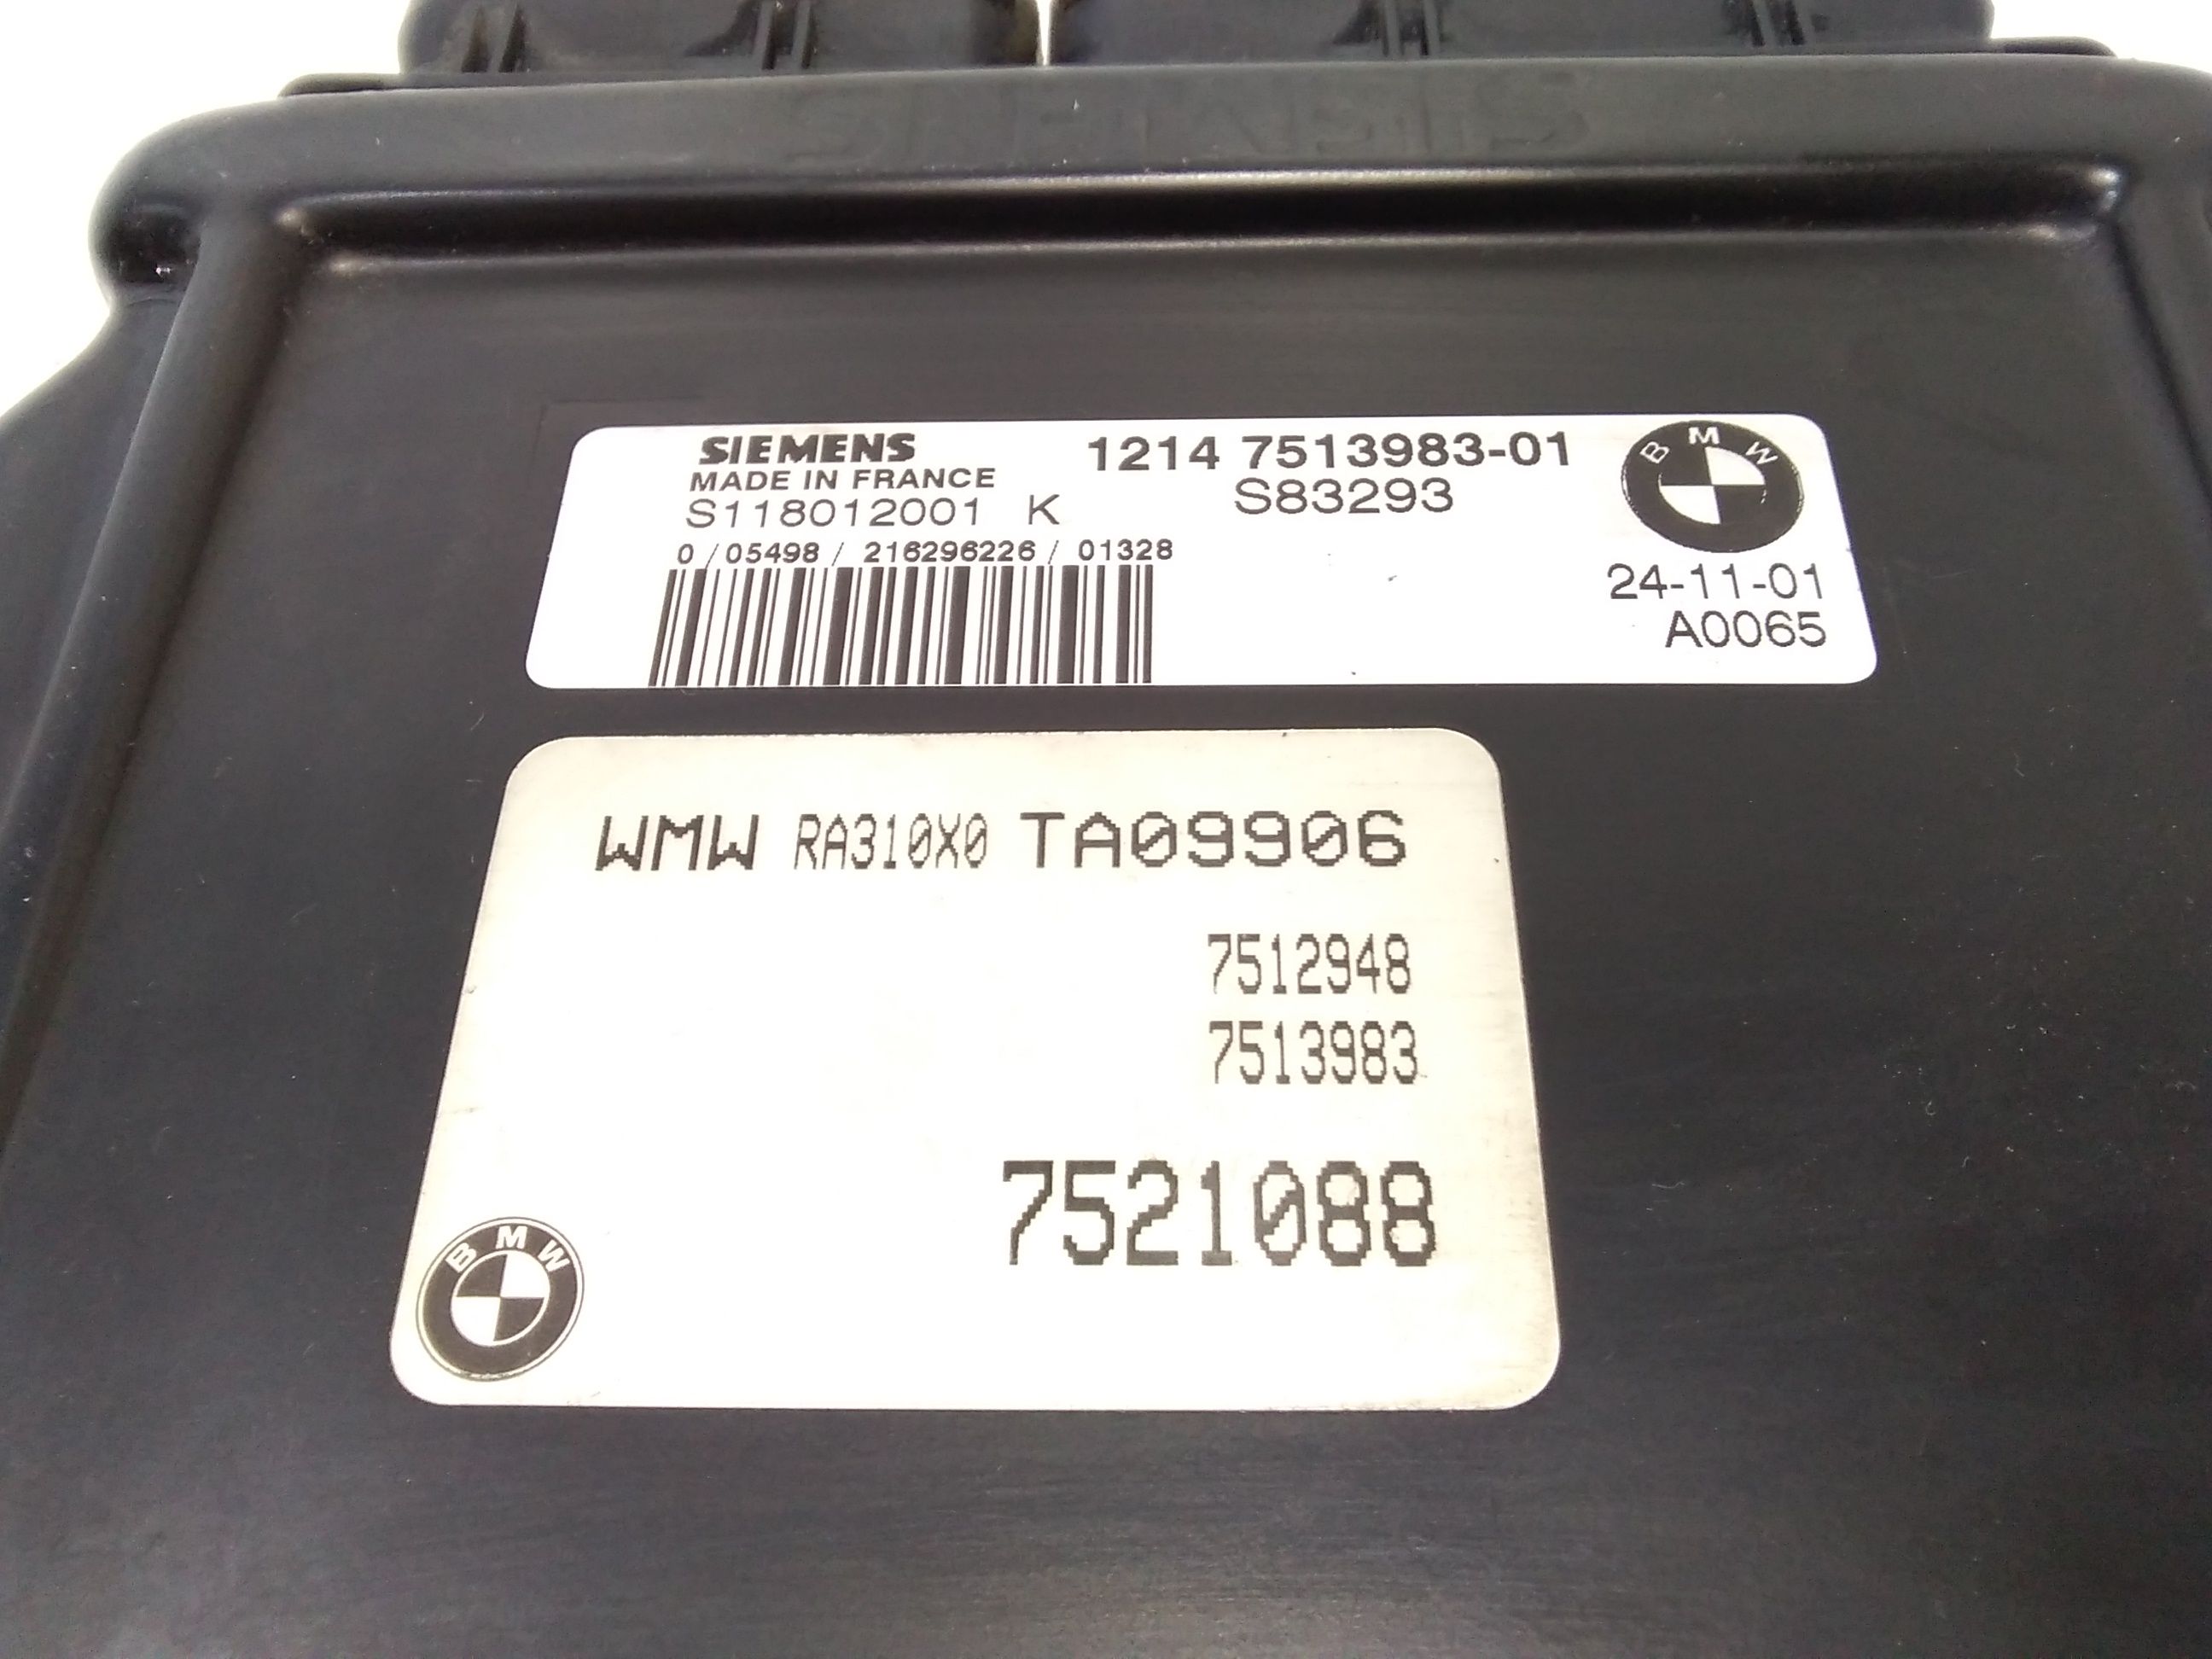 SIEMENS
SIEMENS 1214 7513983-01
MADE IN FRANCE S83293
S118012001 K
0 / 05498 / 216296226 / 01328
BMW
24-11-01
A0065
WMW RA310X0 TA09906
7512948
7513983
7521088
BMW